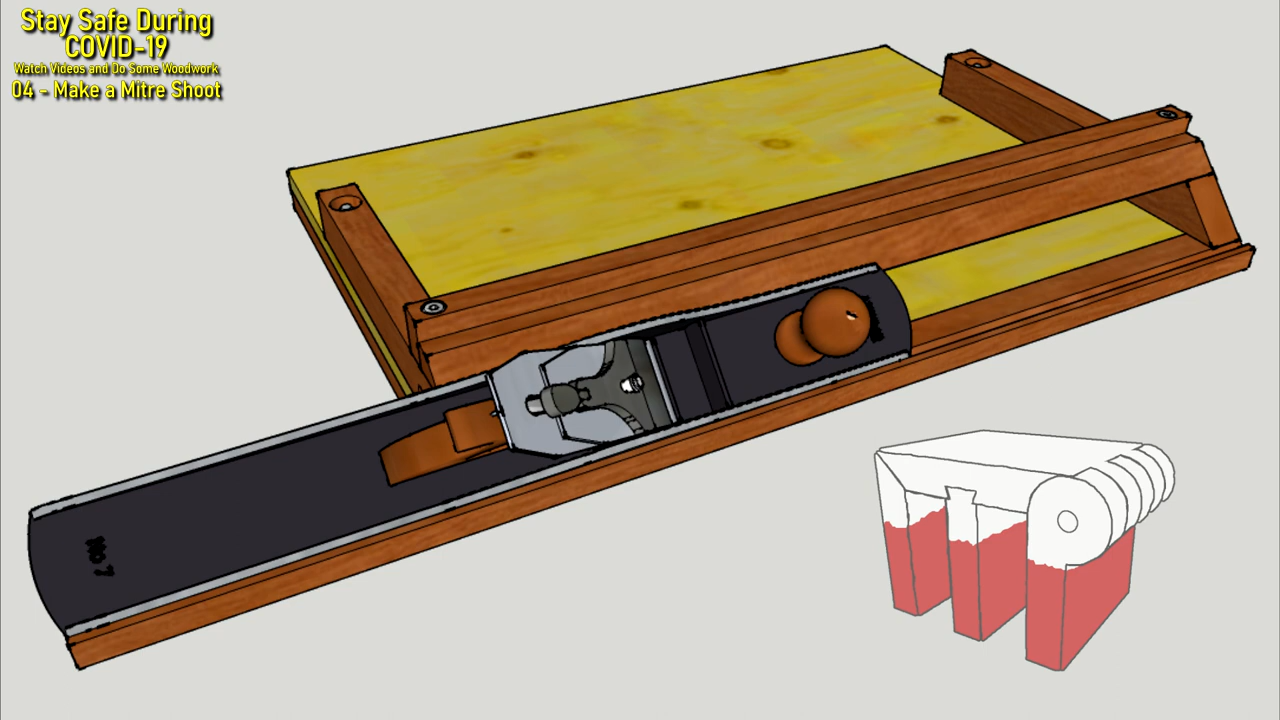 Stay Safe During
COVID-19
Watch Videos and Do Some Woodwork
04 - Make a Mitre Shoot
No 7